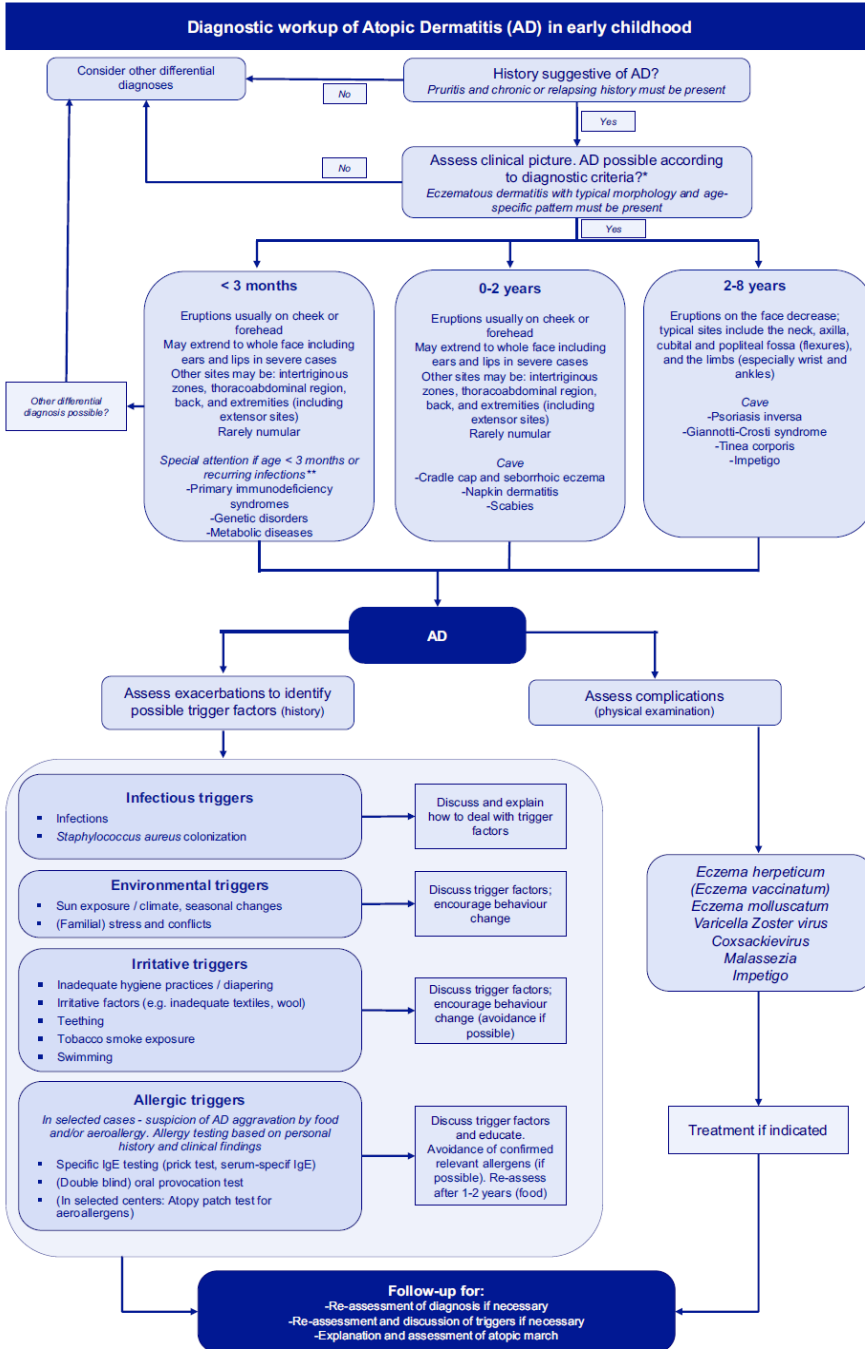 Diagnostic workup of Atopic Dermatitis (AD) in early childhood
Consider other differential
diagnoses
No
History suggestive of AD?
Pruritis and chronic or relapsing history must be present
Yes
No
Assess clinical picture. AD possible according
to diagnostic criteria?*
Eczematous dermatitis with typical morphology and age-
specific pattern must be present
Yes
< 3 months
Eruptions usually on cheek or
forehead
May extrend to whole face including
ears and lips in severe cases
Other sites may be: intertriginous
zones, thoracoabdominal region,
back, and extremities (including
extensor sites)
Rarely numular
Special attention if age < 3 months or
recurring infections**
-Primary immunodeficiency
syndromes
-Genetic disorders
-Metabolic diseases
Other differential
diagnosis possible?
0-2 years
Eruptions usually on cheek or
forehead
May extrend to whole face including
ears and lips in severe cases
Other sites may be: intertriginous
zones, thoracoabdominal region,
back, and extremities (including
extensor sites)
Rarely numular
Cave
-Cradle cap and seborrhoic eczema
-Napkin dermatitis
-Scabies
2-8 years
Eruptions on the face decrease;
typical sites include the neck, axilla,
cubital and popliteal fossa (flexures),
and the limbs (especially wrist and
ankles)
Cave
-Psoriasis inversa
-Giannotti-Crosti syndrome
-Tinea corporis
-Impetigo
AD
Assess exacerbations to identify
possible trigger factors (history)
Assess complications
(physical examination)
Infectious triggers
▪ Infections
▪ Staphylococcus aureus colonization
Discuss and explain
how to deal with trigger
factors
Environmental triggers
▪ Sun exposure / climate, seasonal changes
▪ (Familial) stress and conflicts
Discuss trigger factors;
encourage behaviour
change
Irritative triggers
▪ Inadequate hygiene practices / diapering
▪ Irritative factors (e.g. inadequate textiles, wool)
▪ Teething
▪ Tobacco smoke exposure
▪ Swimming
Discuss trigger factors;
encourage behaviour
change (avoidance if
possible)
Allergic triggers
In selected cases - suspicion of AD aggravation by food
and/or aeroallergy. Allergy testing based on personal
history and clinical findings
▪ Specific IgE testing (prick test, serum-specif IgE)
▪ (Double blind) oral provocation test
▪ (In selected centers: Atopy patch test for
aeroallergens)
Discuss trigger factors
and educate.
Avoidance of confirmed
relevant allergens (if
possible). Re-assess
after 1-2 years (food)
Eczema herpeticum
(Eczema vaccinatum)
Eczema molluscatum
Varicella Zoster virus
Coxsackievirus
Malassezia
Impetigo
Treatment if indicated
Follow-up for:
-Re-assessment of diagnosis if necessary
-Re-assessment and discussion of triggers if necessary
-Explanation and assessment of atopic march